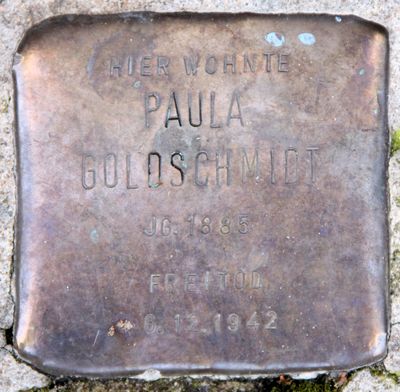 HIER WOHNTE
PAULA
GOLDSCHMIDT
JG. 1885
FREITOD
6.12.1942